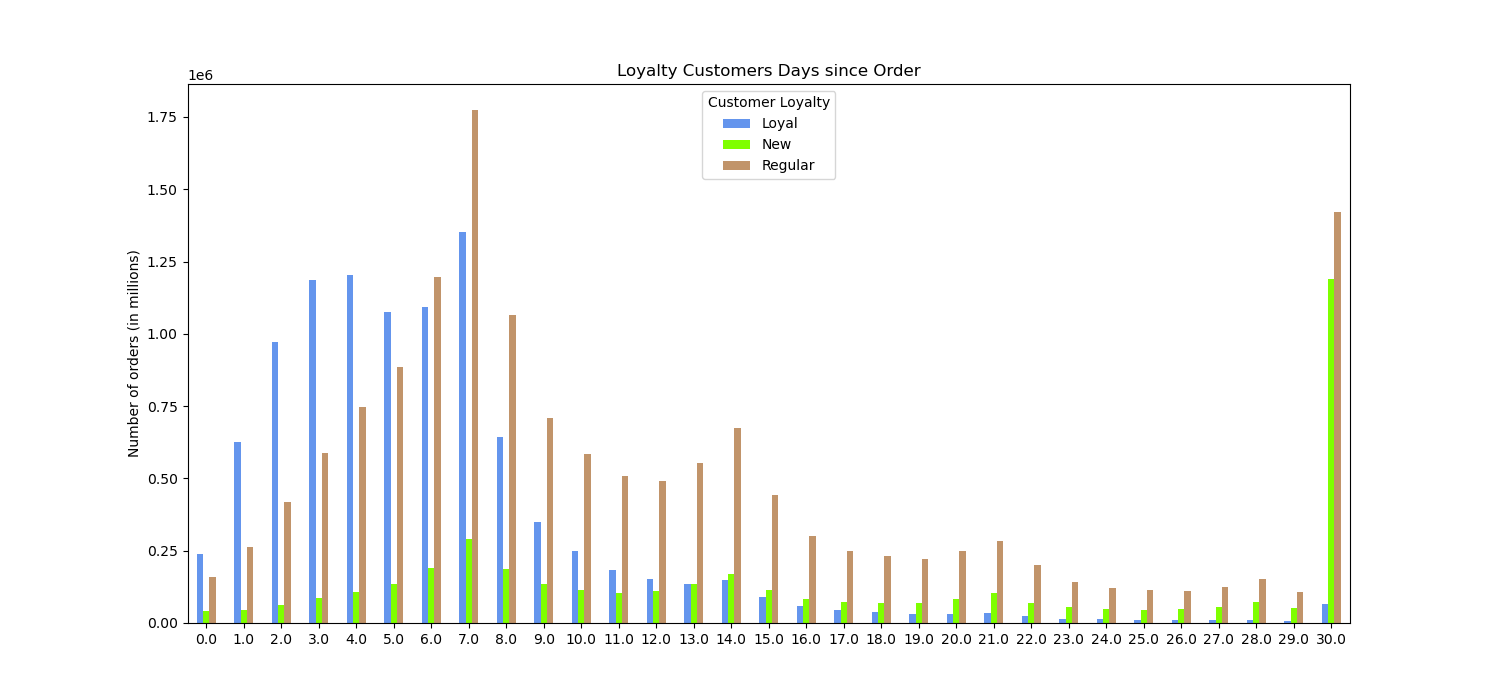 Loyalty Customers Days since Order
1e6
Customer Loyalty
Loyal
New
Regular
Number of orders (in millions)
1.75
1.50
1.25
1.00
0.75
0.50
0.25
0.00
0.0 1.0 2.0 3.0 4.0 5.0 6.0 7.0 8.0 9.0 10.0 11.0 12.0 13.0 14.0 15.0 16.0 17.0 18.0 19.0 20.0 21.0 22.0 23.0 24.0 25.0 26.0 27.0 28.0 29.0 30.0